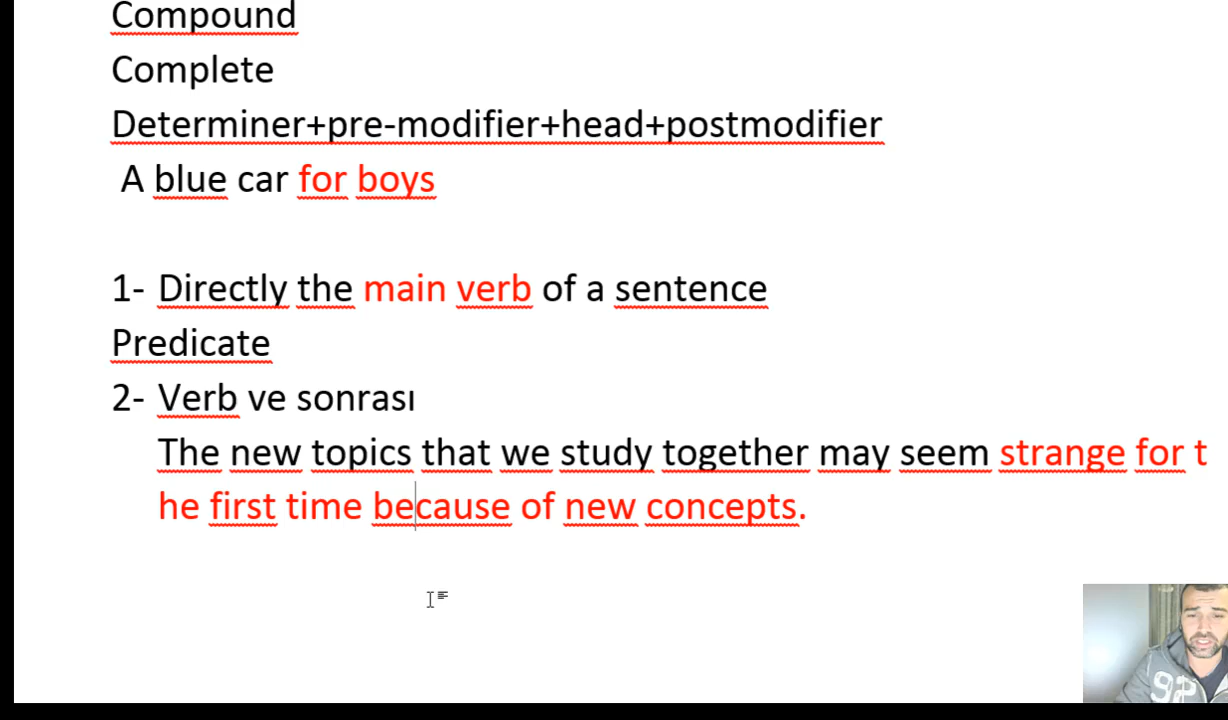 Compound
Complete
Determiner+pre-modifier+head+postmodifier
A blue car for boys
1- Directly the main verb of a sentence
Predicate
2- Verb ve sonrası
The new topics that we study together may seem strange for t
he first time because of new concepts.
92